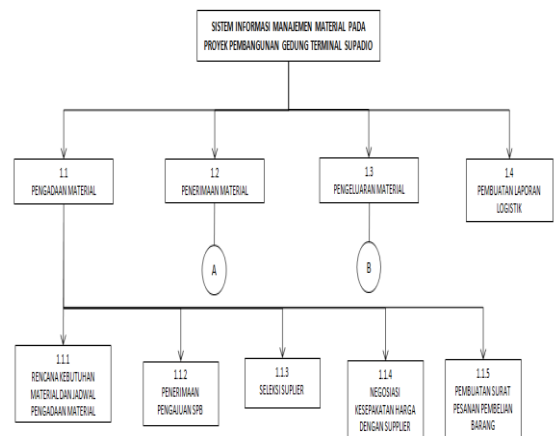 SISTEM INFORMASI MANAJEMEN MATERIAL PADA
PROYEK PEMBANGUNAN GEDUNG TERMINAL SUPADIO
1.1
PENGADAAN MATERIAL
1.2
PENERIMAAN MATERIAL
1.3
PENGELUARAN MATERIAL
1.4
PEMBUATAN LAPORAN
LOGISTIK
A
B
1.1.1
RENCANA KEBUTUHAN
MATERIAL DAN JADWAL
PENGADAAN MATERIAL
1.1.2
PENERIMAAN
PENGAJUAN SPB
1.1.3
SELEKSI SUPLIER
1.1.4
NEGOSIASI
KESEPAKATAN HARGA
DENGAN SUPPLIER
1.1.5
PEMBUATAN SURAT
PESANAN PEMBELIAN
BARANG